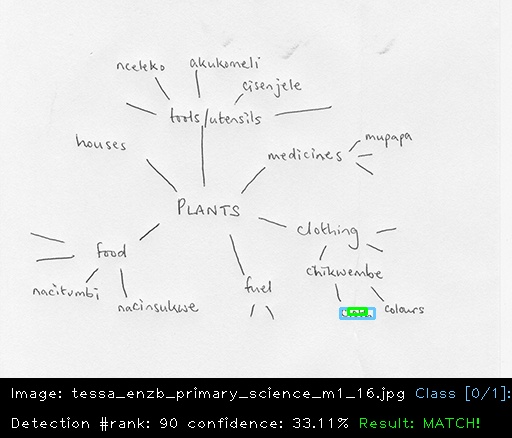 nceleko
akukomeli
cisenjele
tools/utensils
houses
medicines
mupapa
PLANTS
clothing
food
chikwembe
fuel
nacitumbi
nacinsukwe
colours
Image: tessa_enzb_primary_science_m1_16.jpg Class [0/1]:
Detection #rank: 90 confidence: 33.11% Result: MATCH!